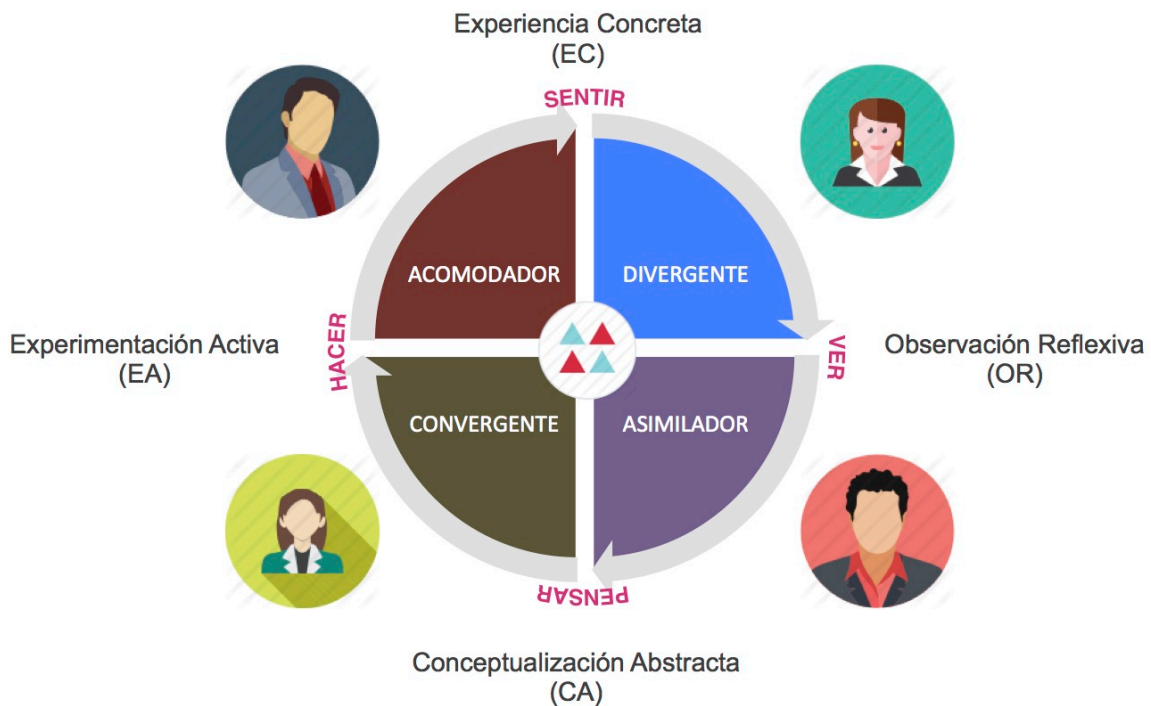 Experiencia Concreta
(EC)
SENTIR
ACOMODADOR
DIVERGENTE
HACER
VER
Experimentación Activa
(EA)
Observación Reflexiva
(OR)
CONVERGENTE
ASIMILADOR
PENSAR
Conceptualización Abstracta
(CA)